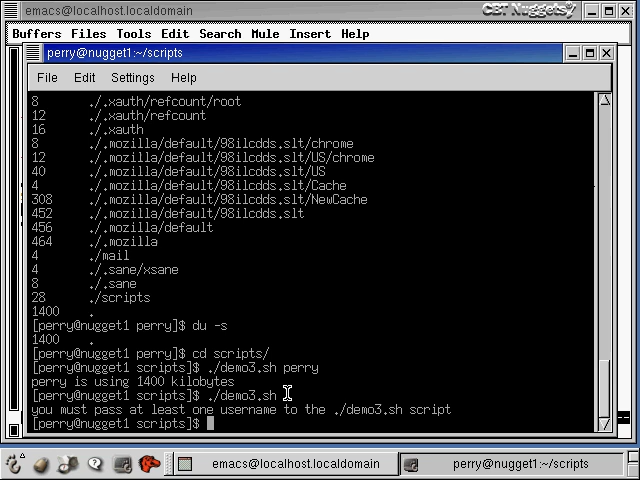 emacs@localhost.localdomain
CBT Nuggets
Buffers Files Tools Edit Search Mule Insert Help
perry@nugget1:~/scripts
File Edit Settings Help
8 ./.xauth/refcount/root
12 ./.xauth/refcount
16 ./.xauth
8 ./.mozilla/default/98ilcdds.slt/chrome
12 ./.mozilla/default/98ilcdds.slt/US/chrome
40 ./.mozilla/default/98ilcdds.slt/US
4 ./.mozilla/default/98ilcdds.slt/Cache
308 ./.mozilla/default/98ilcdds.slt/NewCache
452 ./.mozilla/default/98ilcdds.slt
456 ./.mozilla/default
464 ./.mozilla
4 ./mail
4 ./.sane/xsane
8 ./.sane
28 ./scripts
1400 .
[perry@nugget1 perry]$ du -s
1400 .
[perry@nugget1 perry]$ cd scripts/
[perry@nugget1 scripts]$ ./demo3.sh perry
perry is using 1400 kilobytes
[perry@nugget1 scripts]$ ./demo3.sh
you must pass at least one username to the ./demo3.sh script
[perry@nugget1 scripts]$
emacs@localhost.localdomain
perry@nugget1:~/scripts